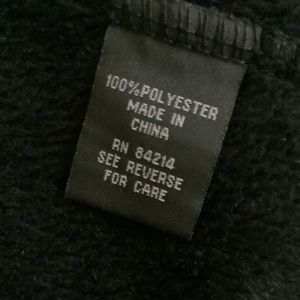 100%POLYESTER
MADE IN
CHINA
RN 84214
SEE REVERSE
FOR CARE